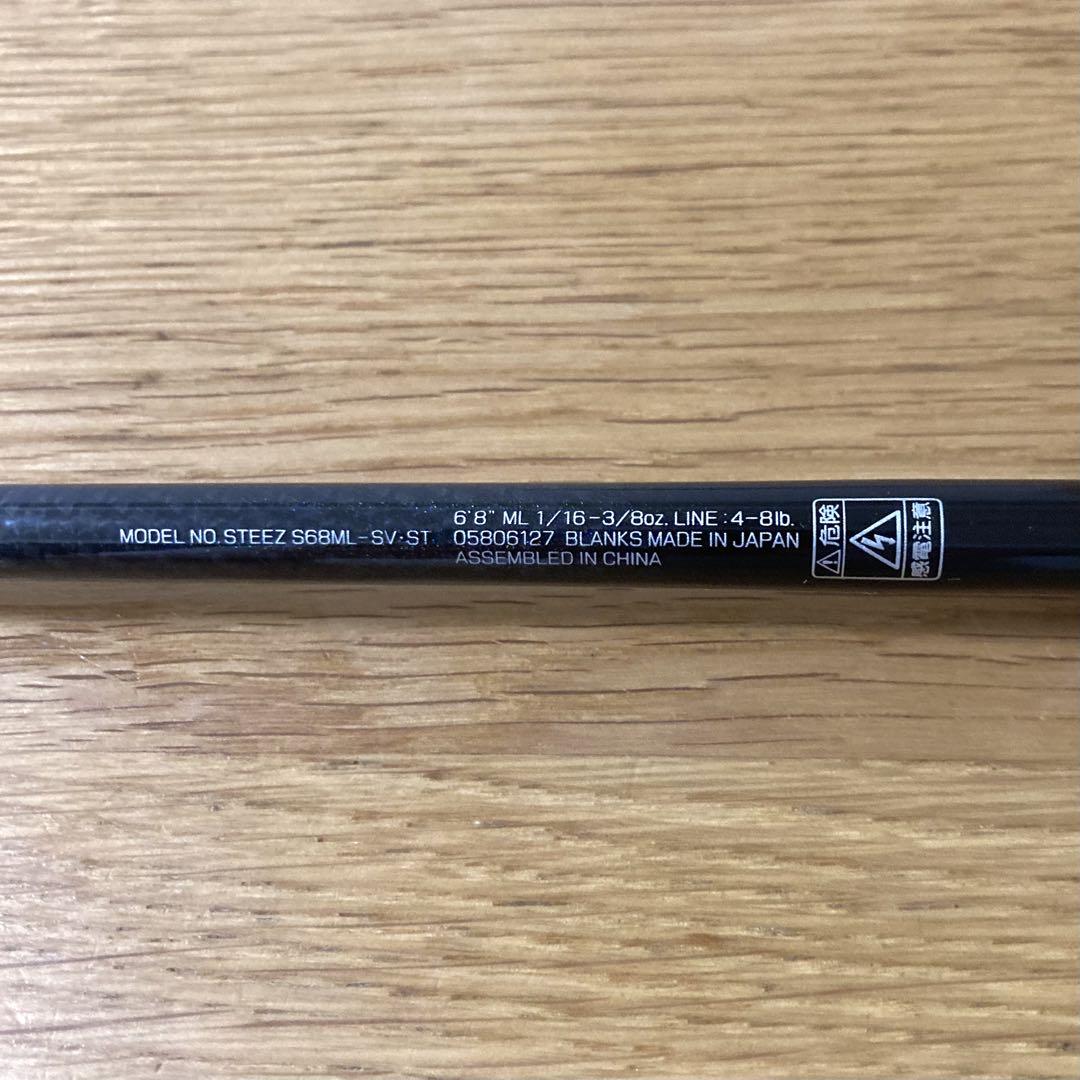 MODEL NO. STEEZ S68ML-SV・ST
6'8" ML 1/16-3/8oz. LINE : 4-8lb.
05806127 BLANKS MADE IN JAPAN
ASSEMBLED IN CHINA
危険
感電注意